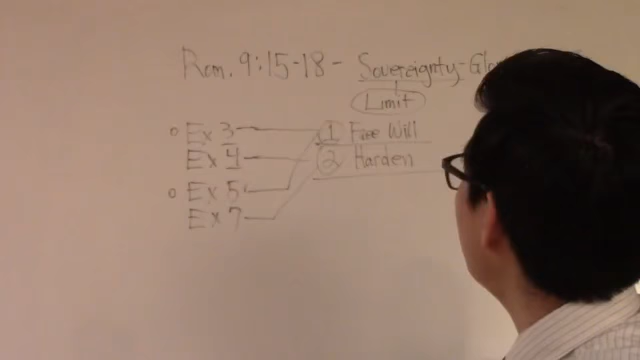 Rom. 9:15-18 - Sovereignty-Glo
Limit
Ex 3 1 Free Will
Ex 4 2 Harden
Ex 5
Ex 7